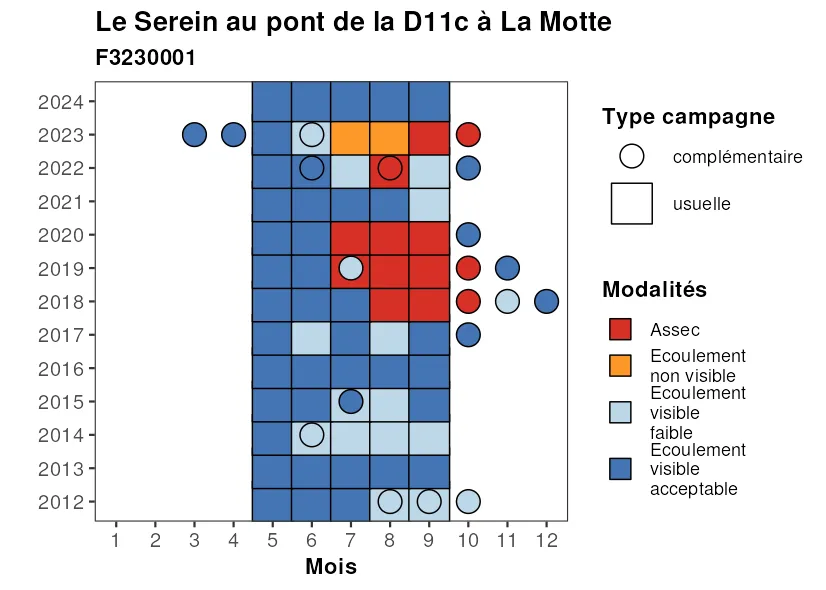 Le Serein au pont de la D11c à La Motte
F3230001
2024
2023
2022
2021
2020
2019
2018
2017
2016
2015
2014
2013
2012
1 2 3 4 5 6 7 8 9 10 11 12
Mois
Type campagne
complémentaire
usuelle
Modalités
Assec
Ecoulement
non visible
Ecoulement
visible
faible
Ecoulement
visible
acceptable